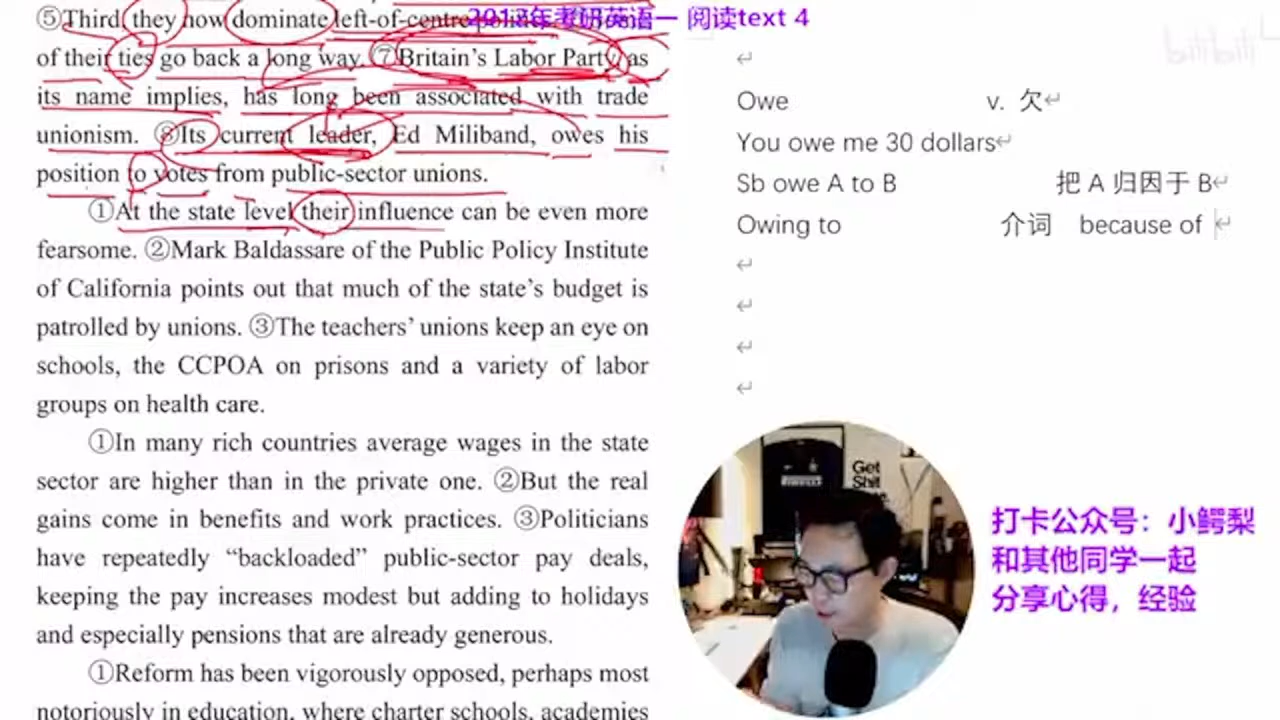 2012年考研英语一 阅读text 4
⑤Third, they now dominate left-of-centre
of their ties go back a long way. ⑦Britain's Labor Party, as
its name implies, has long been associated with trade
unionism. ⑧Its current leader, Ed Miliband, owes his
position to votes from public-sector unions.
①At the state level their influence can be even more
fearsome. ②Mark Baldassare of the Public Policy Institute
of California points out that much of the state's budget is
patrolled by unions. ③The teachers' unions keep an eye on
schools, the CCPOA on prisons and a variety of labor
groups on health care.
①In many rich countries average wages in the state
sector are higher than in the private one. ②But the real
gains come in benefits and work practices. ③Politicians
have repeatedly “backloaded” public-sector pay deals,
keeping the pay increases modest but adding to holidays
and especially pensions that are already generous.
①Reform has been vigorously opposed, perhaps most
notoriously in education, where charter schools, academies
bilibili
Owe v. 欠
You owe me 30 dollars
Sb owe A to B 把 A 归因于 B
Owing to 介词 because of
Get
Shit
打卡公众号：小鳄梨
和其他同学一起
分享心得，经验